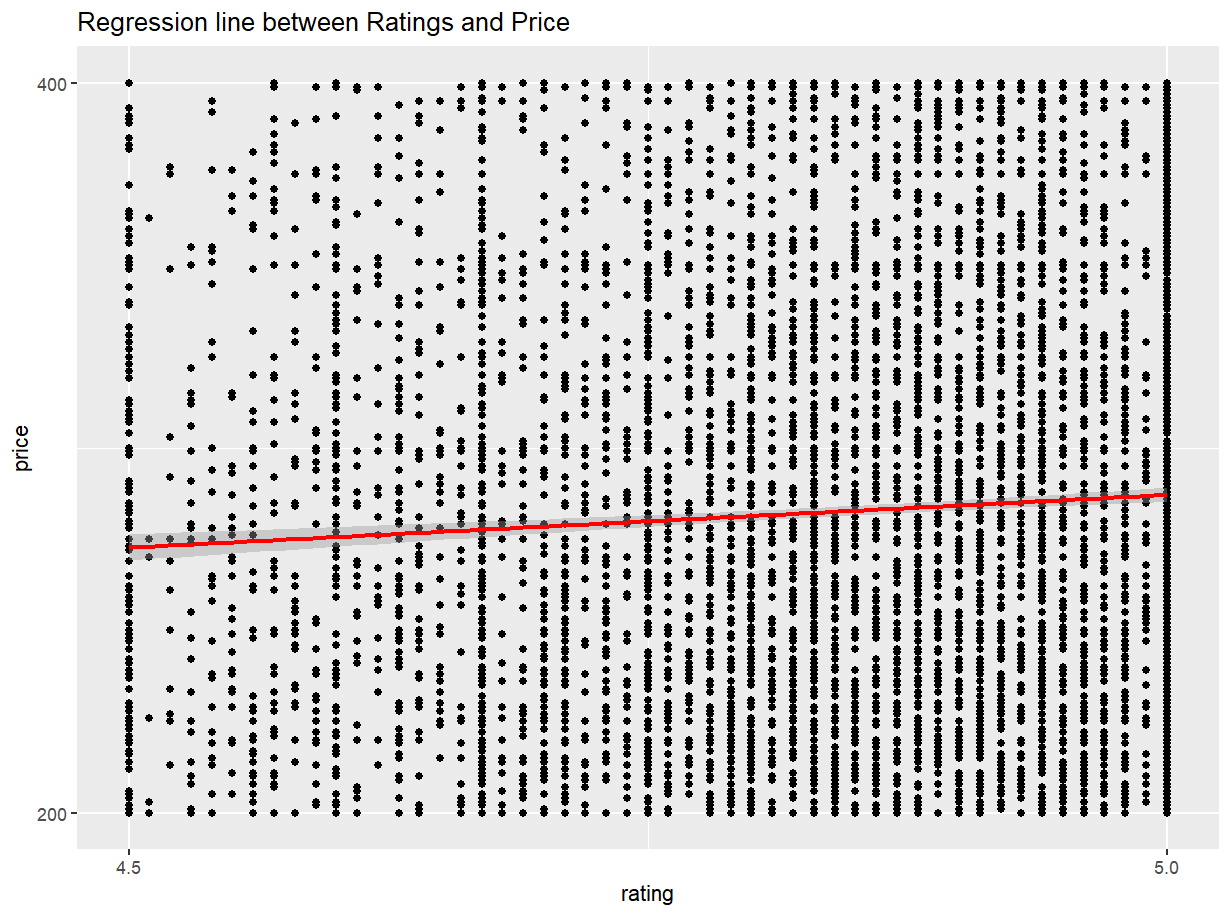 Regression line between Ratings and Price
400
price
200
4.5
5.0
rating